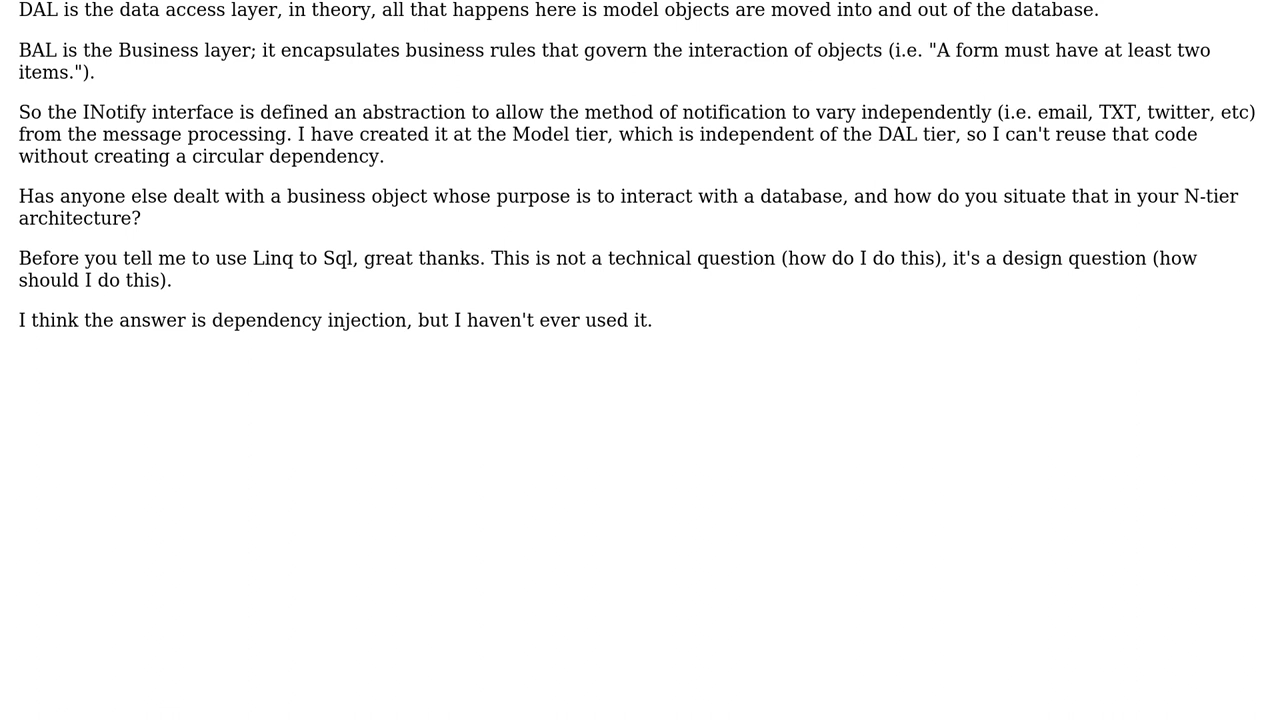 DAL is the data access layer, in theory, all that happens here is model objects are moved into and out of the database.
BAL is the Business layer; it encapsulates business rules that govern the interaction of objects (i.e. "A form must have at least two
items.").
So the INotify interface is defined an abstraction to allow the method of notification to vary independently (i.e. email, TXT, twitter, etc)
from the message processing. I have created it at the Model tier, which is independent of the DAL tier, so I can't reuse that code
without creating a circular dependency.
Has anyone else dealt with a business object whose purpose is to interact with a database, and how do you situate that in your N-tier
architecture?
Before you tell me to use Linq to Sql, great thanks. This is not a technical question (how do I do this), it's a design question (how
should I do this).
I think the answer is dependency injection, but I haven't ever used it.